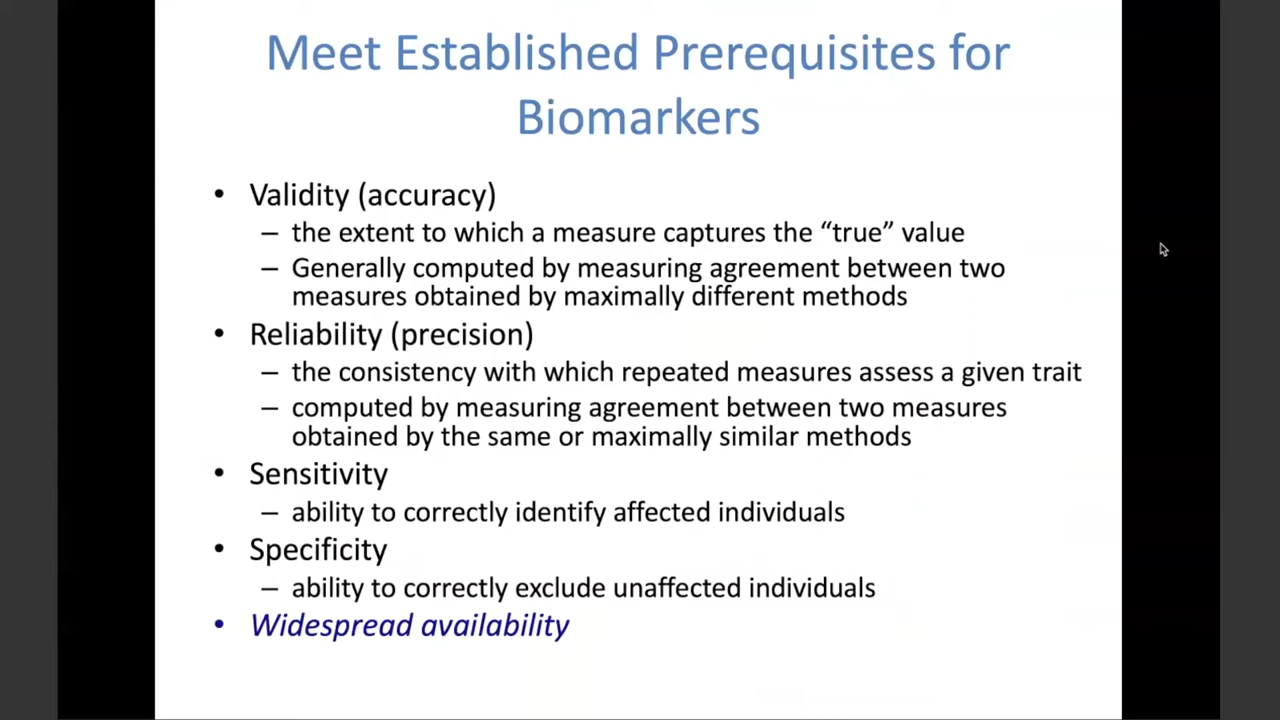 Meet Established Prerequisites for
Biomarkers
• Validity (accuracy)
– the extent to which a measure captures the “true” value
– Generally computed by measuring agreement between two
measures obtained by maximally different methods
• Reliability (precision)
– the consistency with which repeated measures assess a given trait
– computed by measuring agreement between two measures
obtained by the same or maximally similar methods
• Sensitivity
– ability to correctly identify affected individuals
• Specificity
– ability to correctly exclude unaffected individuals
• Widespread availability